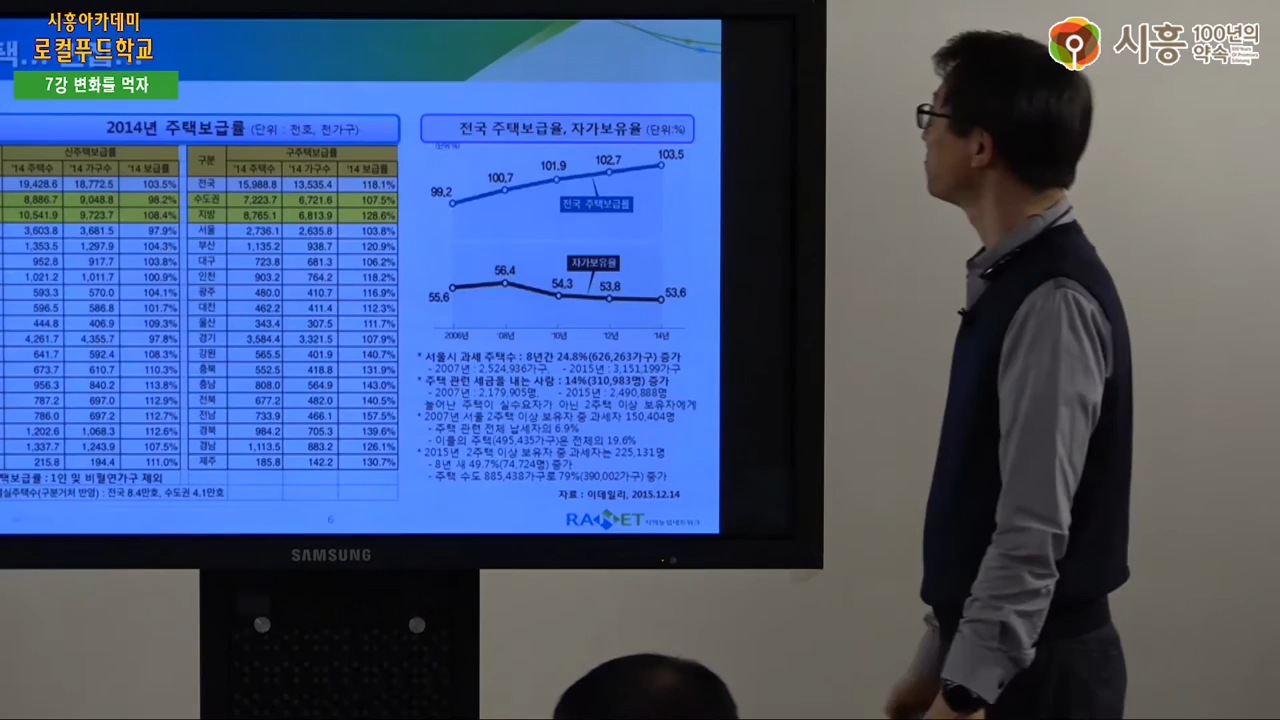 시흥아카데미
로컬푸드학교
7강 변화를 먹자
시흥 100년의 약속
2014년 주택보급률 (단위 : 천호, 천가구)
신주택보급률 구분 구주택보급률
'14 주택수 '14 가구수 '14 보급률 '14 주택수 '14 가구수 '14 보급률
19,428.6 18,772.5 103.5% 전국 15,988.8 13,535.4 118.1%
8,886.7 9,048.8 98.2% 수도권 7,223.7 6,721.6 107.5%
10,541.9 9,723.7 108.4% 지방 8,765.1 6,813.9 128.6%
3,603.8 3,681.5 97.9% 서울 2,736.1 2,635.8 103.8%
1,353.5 1,297.9 104.3% 부산 1,135.2 938.7 120.9%
952.8 917.7 103.8% 대구 723.8 681.3 106.2%
1,021.2 1,011.7 100.9% 인천 903.2 764.2 118.2%
593.3 570.0 104.1% 광주 480.0 410.7 116.9%
596.5 586.8 101.7% 대전 462.2 411.4 112.3%
444.8 406.9 109.3% 울산 343.4 307.5 111.7%
4,261.7 4,355.7 97.8% 경기 3,584.4 3,321.5 107.9%
641.7 592.4 108.3% 강원 565.5 401.9 140.7%
673.7 610.7 110.3% 충북 552.5 418.8 131.9%
956.3 840.2 113.8% 충남 808.0 564.9 143.0%
787.2 697.0 112.9% 전북 677.2 482.0 140.5%
786.0 697.2 112.7% 전남 733.9 466.1 157.5%
1,202.6 1,068.3 112.6% 경북 984.2 705.3 139.6%
1,337.7 1,243.9 107.5% 경남 1,113.5 883.2 126.1%
215.8 194.4 111.0% 제주 185.8 142.2 130.7%
택보급률 : 1인 및 비혈연가구 제외
실주택수(구분거처 반영) : 전국 8.4만호, 수도권 4.1만호
전국 주택보급율, 자가보유율 (단위:%)
(단위:%)
99.2 100.7 101.9 102.7 103.5
전국 주택보급률
자가보유율
55.6 56.4 54.3 53.8 53.6
2006년 '08년 '10년 '12년 '14년
* 서울시 과세 주택수 : 8년간 24.8%(626,263가구) 증가
- 2007년 : 2,524,936가구, - 2015년 : 3,151,199가구
* 주택 관련 세금을 내는 사람 : 14%(310,983명) 증가
- 2007년 : 2,179,905명, - 2015년 : 2,490,888명
늘어난 주택이 실수요자가 아닌 2주택 이상 보유자에게
* 2007년 서울 2주택 이상 보유자 중 과세자 150,404명
- 주택 관련 전체 납세자의 6.9%
- 이들의 주택(495,435가구)은 전체의 19.6%
* 2015년 2주택 이상 보유자 중 과세자는 225,131명
- 8년 새 49.7%(74,724명) 증가
- 주택 수도 885,438가구로 79%(390,002가구) 증가
자료 : 이데일리, 2015.12.14
6
RANET 지역농업네트워크
SAMSUNG